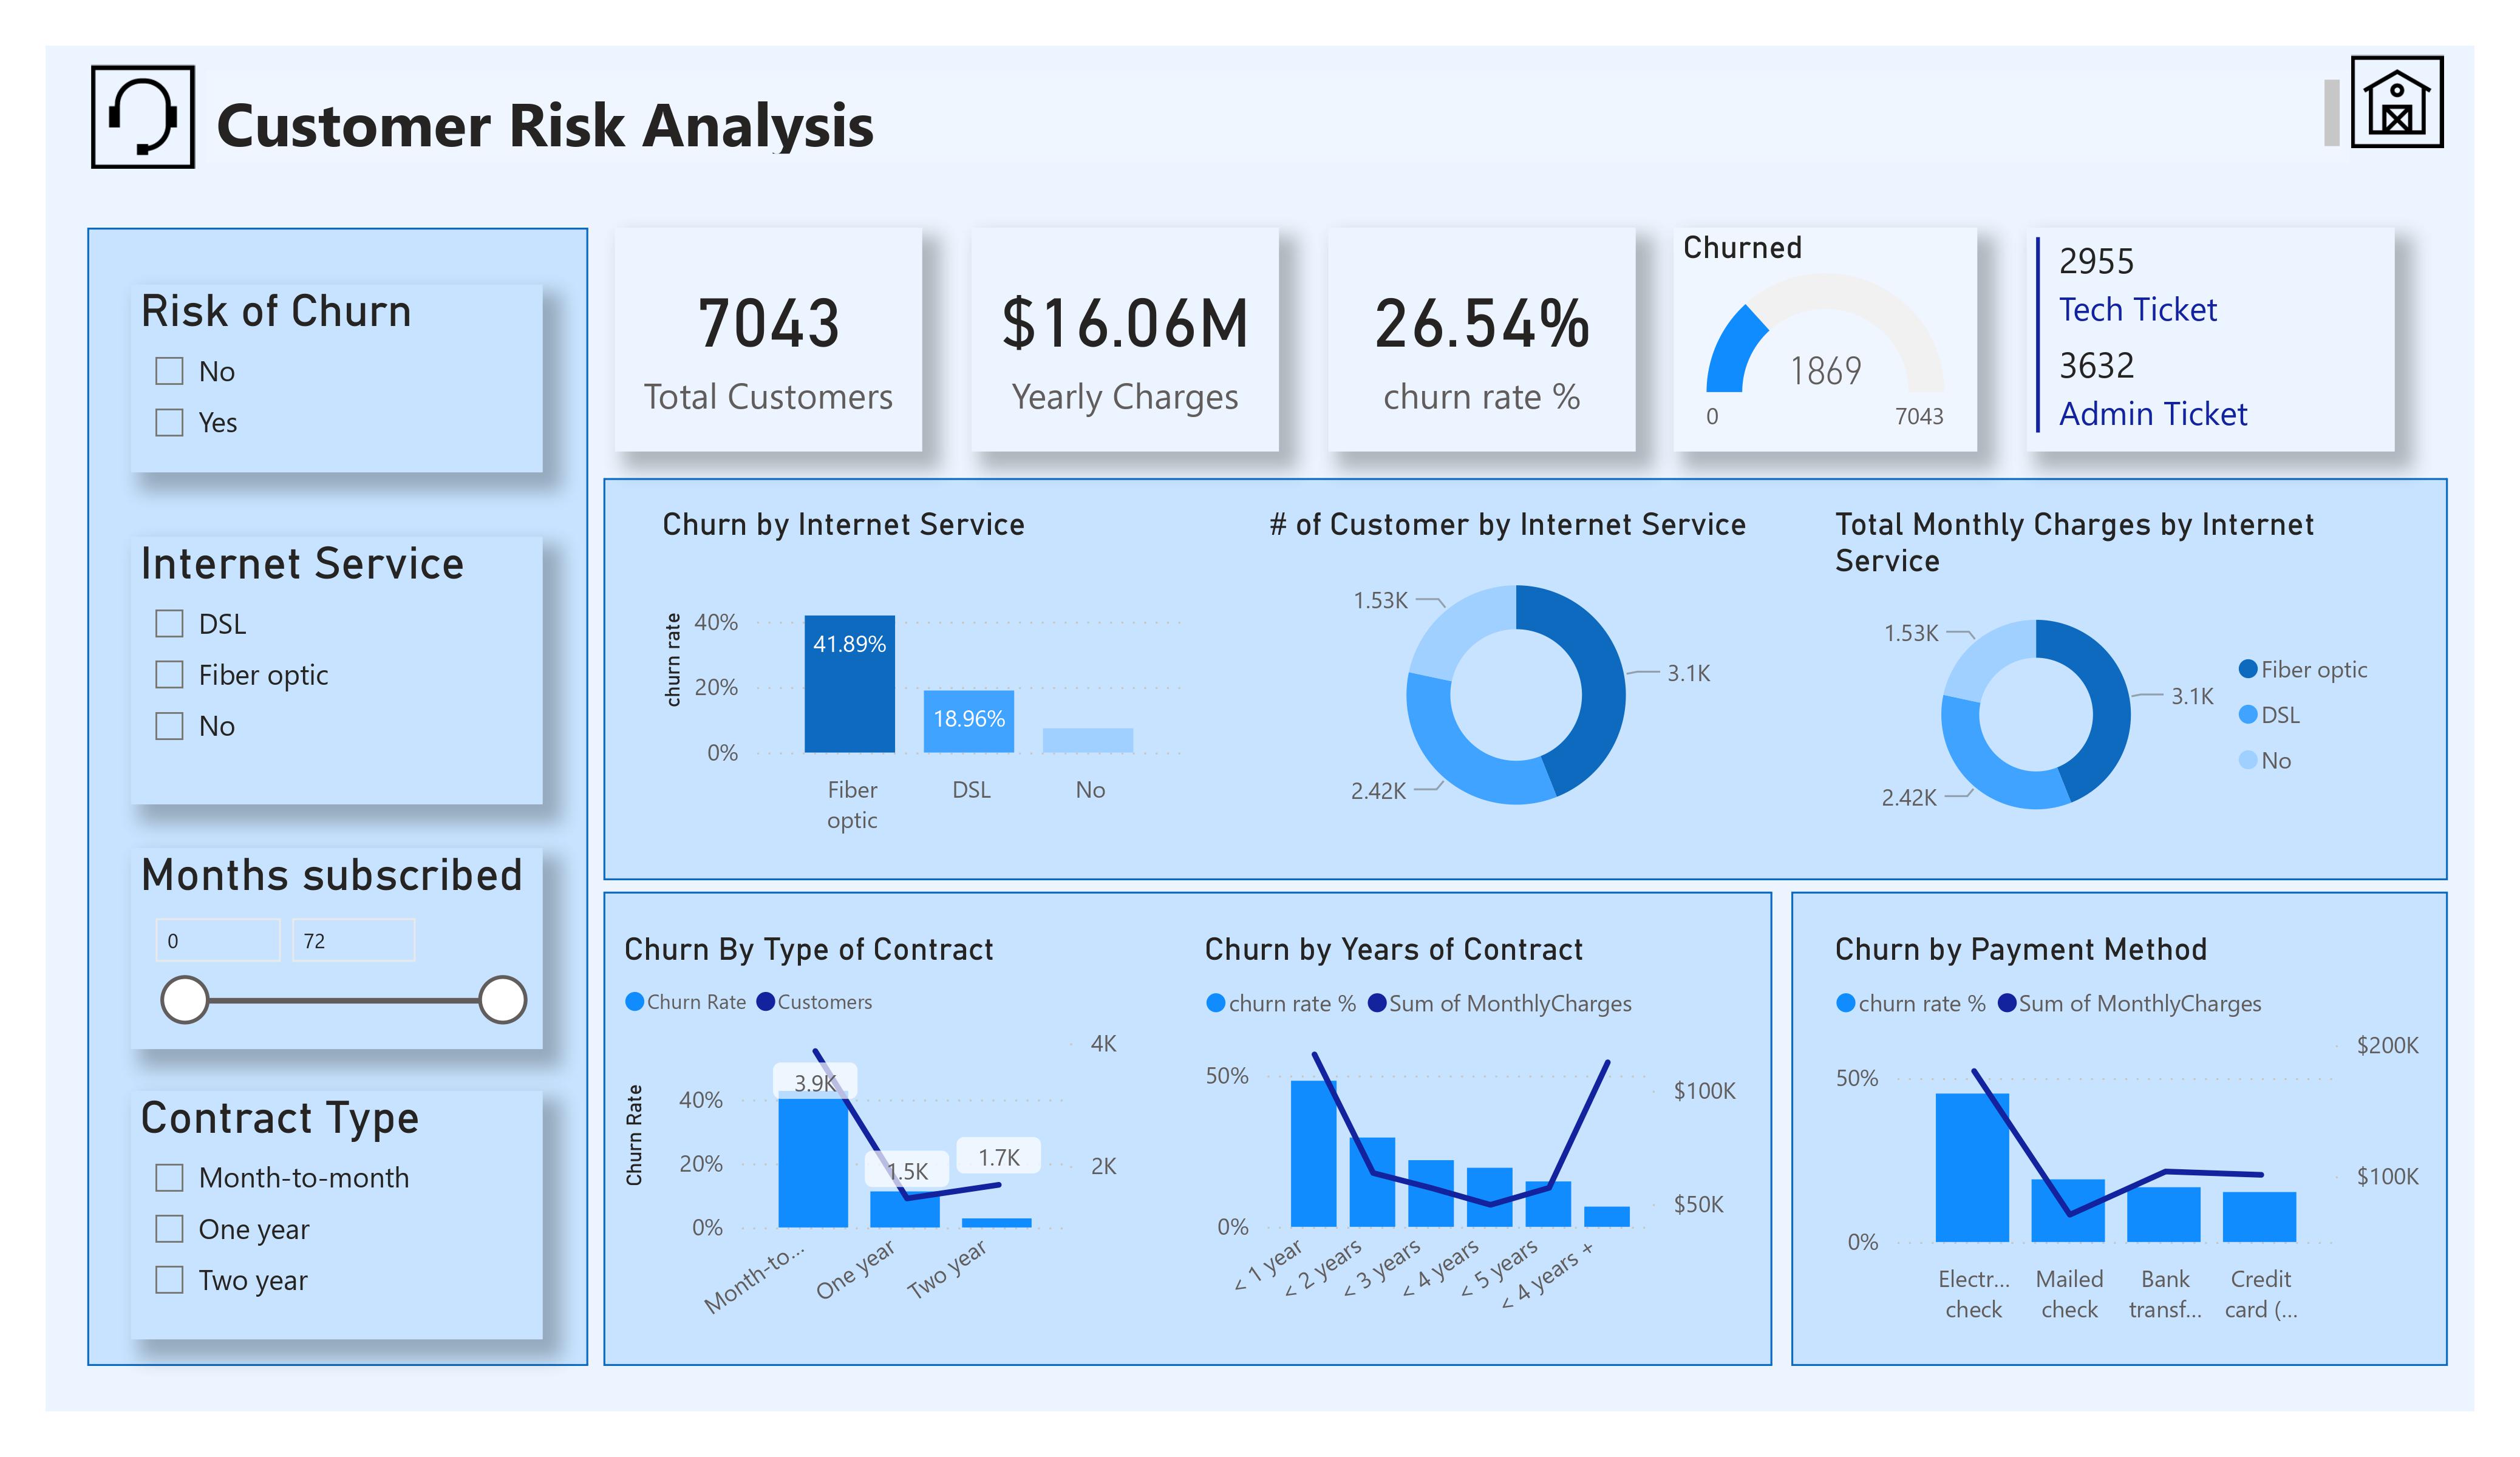 Customer Risk Analysis
Risk of Churn
No
Yes
Internet Service
DSL
Fiber optic
No
Months subscribed
0 72
Contract Type
Month-to-month
One year
Two year
7043
Total Customers
$16.06M
Yearly Charges
26.54%
churn rate %
Churned
1869
0 7043
2955
Tech Ticket
3632
Admin Ticket
Churn by Internet Service
churn rate
40%
20%
0%
41.89%
18.96%
Fiber
optic
DSL
No
# of Customer by Internet Service
1.53K
3.1K
2.42K
Total Monthly Charges by Internet
Service
1.53K
3.1K
2.42K
Fiber optic
DSL
No
Churn By Type of Contract
Churn Rate Customers
Churn Rate
40%
20%
0%
3.9K
1.5K
1.7K
4K
2K
Month-to...
One year
Two year
Churn by Years of Contract
churn rate % Sum of MonthlyCharges
50%
0%
$100K
$50K
< 1 year
< 2 years
< 3 years
< 4 years
< 5 years
< 4 years +
Churn by Payment Method
churn rate % Sum of MonthlyCharges
50%
0%
$200K
$100K
Electr...
check
Mailed
check
Bank
transf...
Credit
card (...